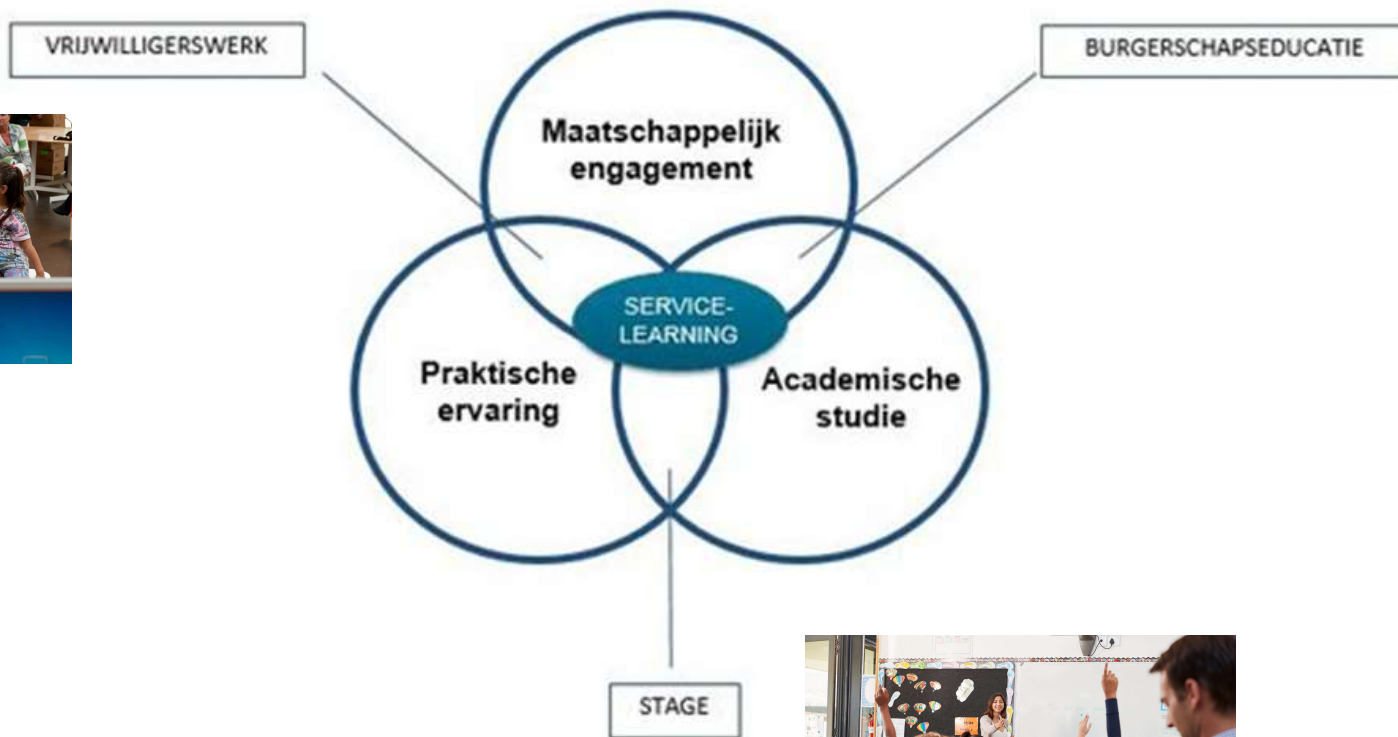 VRIJWILLIGERSWERK
BURGERSCHAPSEDUCATIE
Maatschappelijk
engagement
SERVICE-
LEARNING
Praktische
ervaring
Academische
studie
STAGE